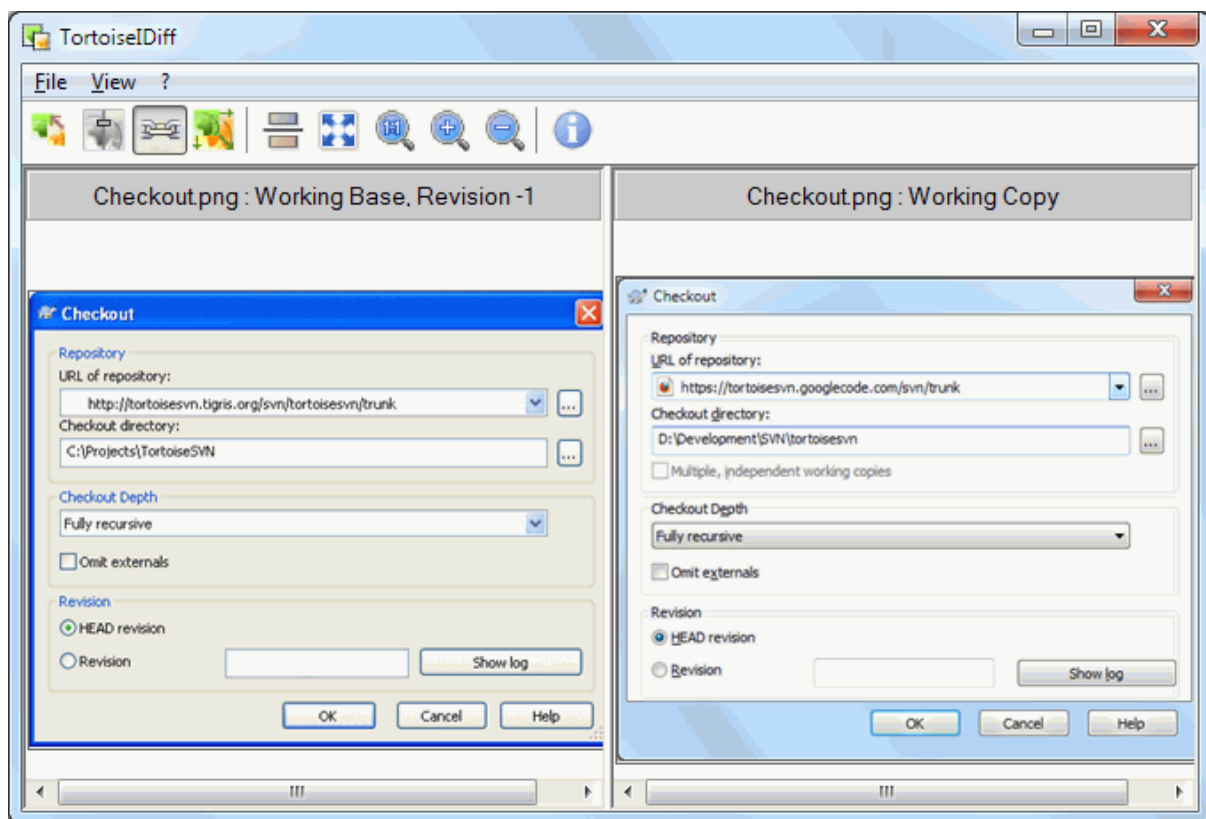 TortoiseIDiff
File View ?
1:1
Checkout.png : Working Base, Revision -1
Checkout
Repository
URL of repository:
http://tortoisesvn.tigris.org/svn/tortoisesvn/trunk
...
Checkout directory:
C:\Projects\TortoiseSVN
...
Checkout Depth
Fully recursive
Omit externals
Revision
HEAD revision
Revision
Show log
OK Cancel Help
Checkout.png : Working Copy
Checkout
Repository
URL of repository:
https://tortoisesvn.googlecode.com/svn/trunk
...
Checkout directory:
D:\Development\SVN\tortoisesvn
...
Multiple, independent working copies
Checkout Depth
Fully recursive
Omit externals
Revision
HEAD revision
Revision
Show log
OK Cancel Help